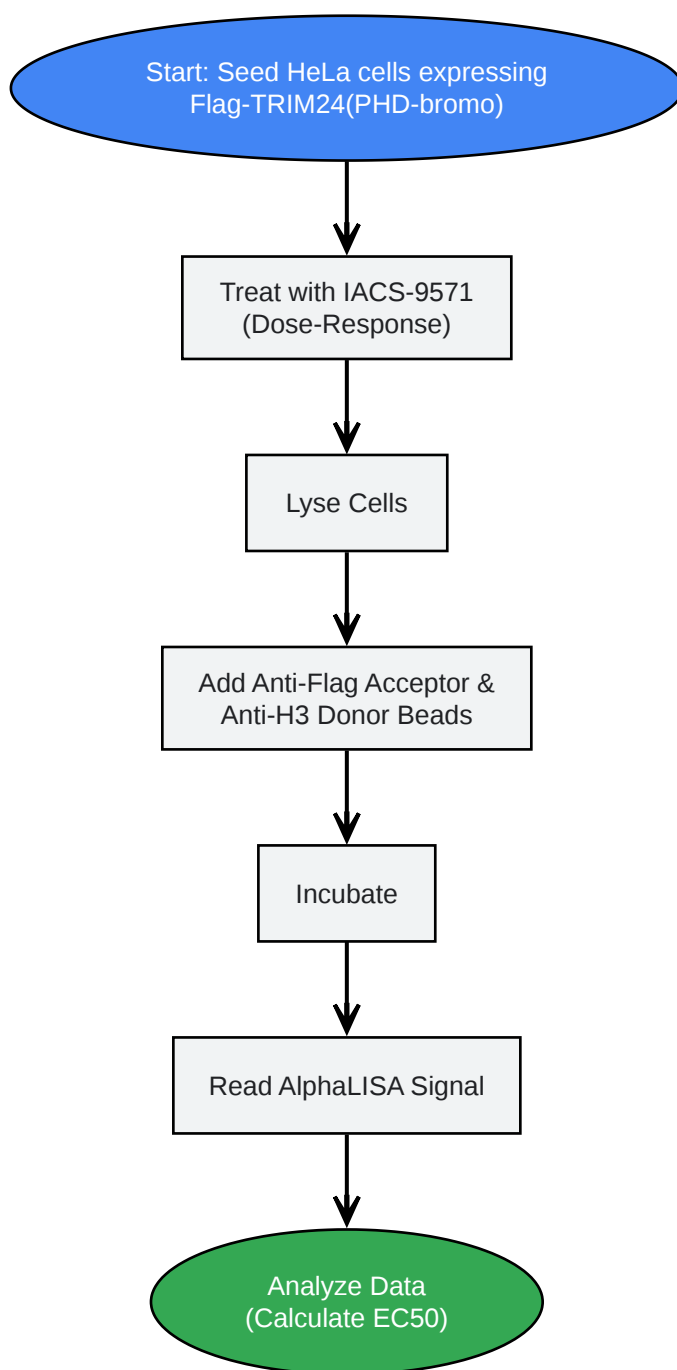 Start: Seed HeLa cells expressing
Flag-TRIM24(PHD-bromo)
Treat with IACS-9571
(Dose-Response)
Lyse Cells
Add Anti-Flag Acceptor &
Anti-H3 Donor Beads
Incubate
Read AlphaLISA Signal
Analyze Data
(Calculate EC50)